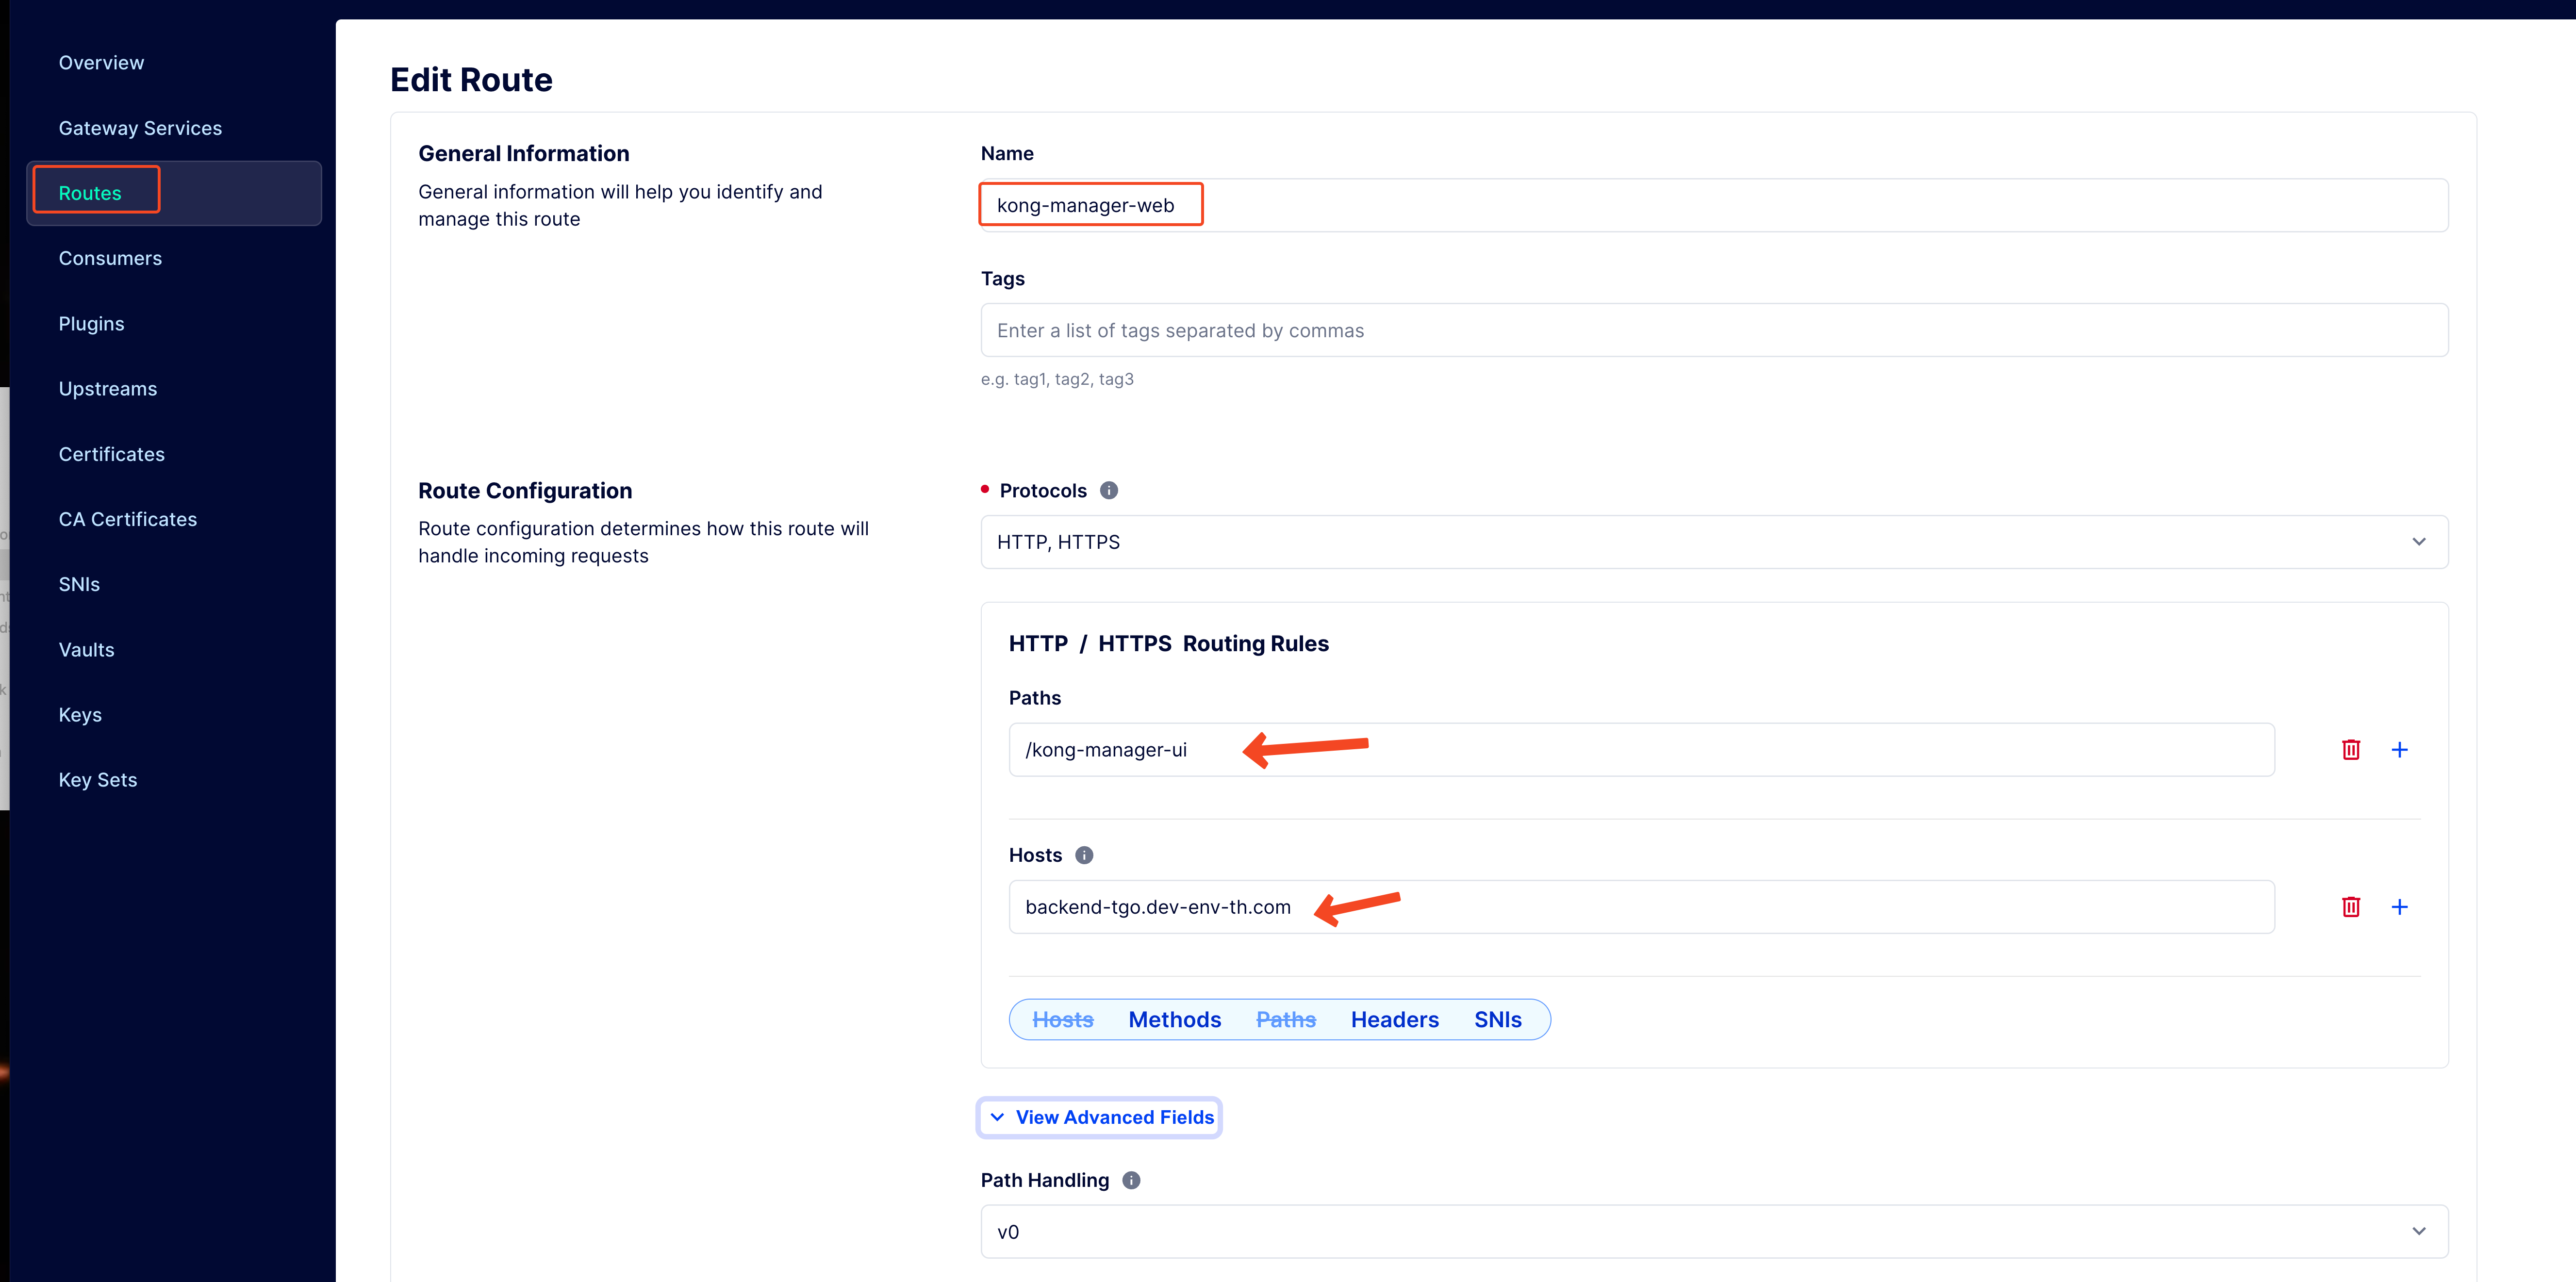 Overview
Gateway Services
Routes
Consumers
Plugins
Upstreams
Certificates
CA Certificates
SNIs
Vaults
Keys
Key Sets
Edit Route
General Information
General information will help you identify and
manage this route
Name
kong-manager-web
Tags
Enter a list of tags separated by commas
e.g. tag1, tag2, tag3
Route Configuration
Route configuration determines how this route will
handle incoming requests
Protocols
HTTP, HTTPS
HTTP / HTTPS Routing Rules
Paths
/kong-manager-ui
Hosts
backend-tgo.dev-env-th.com
Hosts Methods Paths Headers SNIs
View Advanced Fields
Path Handling
v0